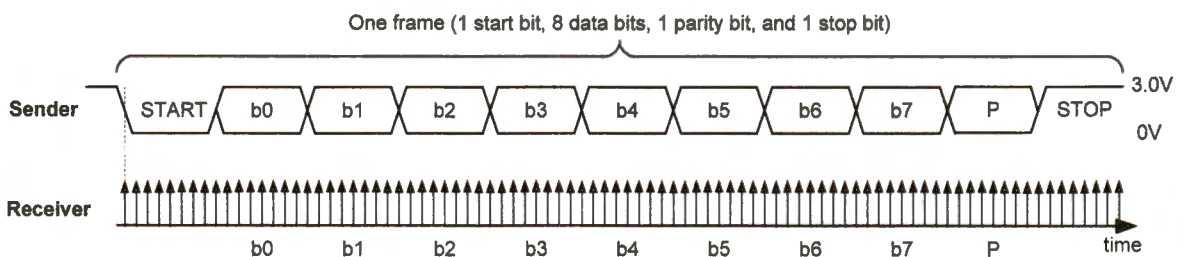 One frame (1 start bit, 8 data bits, 1 parity bit, and 1 stop bit)
3.0V
Sender START b0 b1 b2 b3 b4 b5 b6 b7 P STOP
0V
Receiver
b0 b1 b2 b3 b4 b5 b6 b7 P time